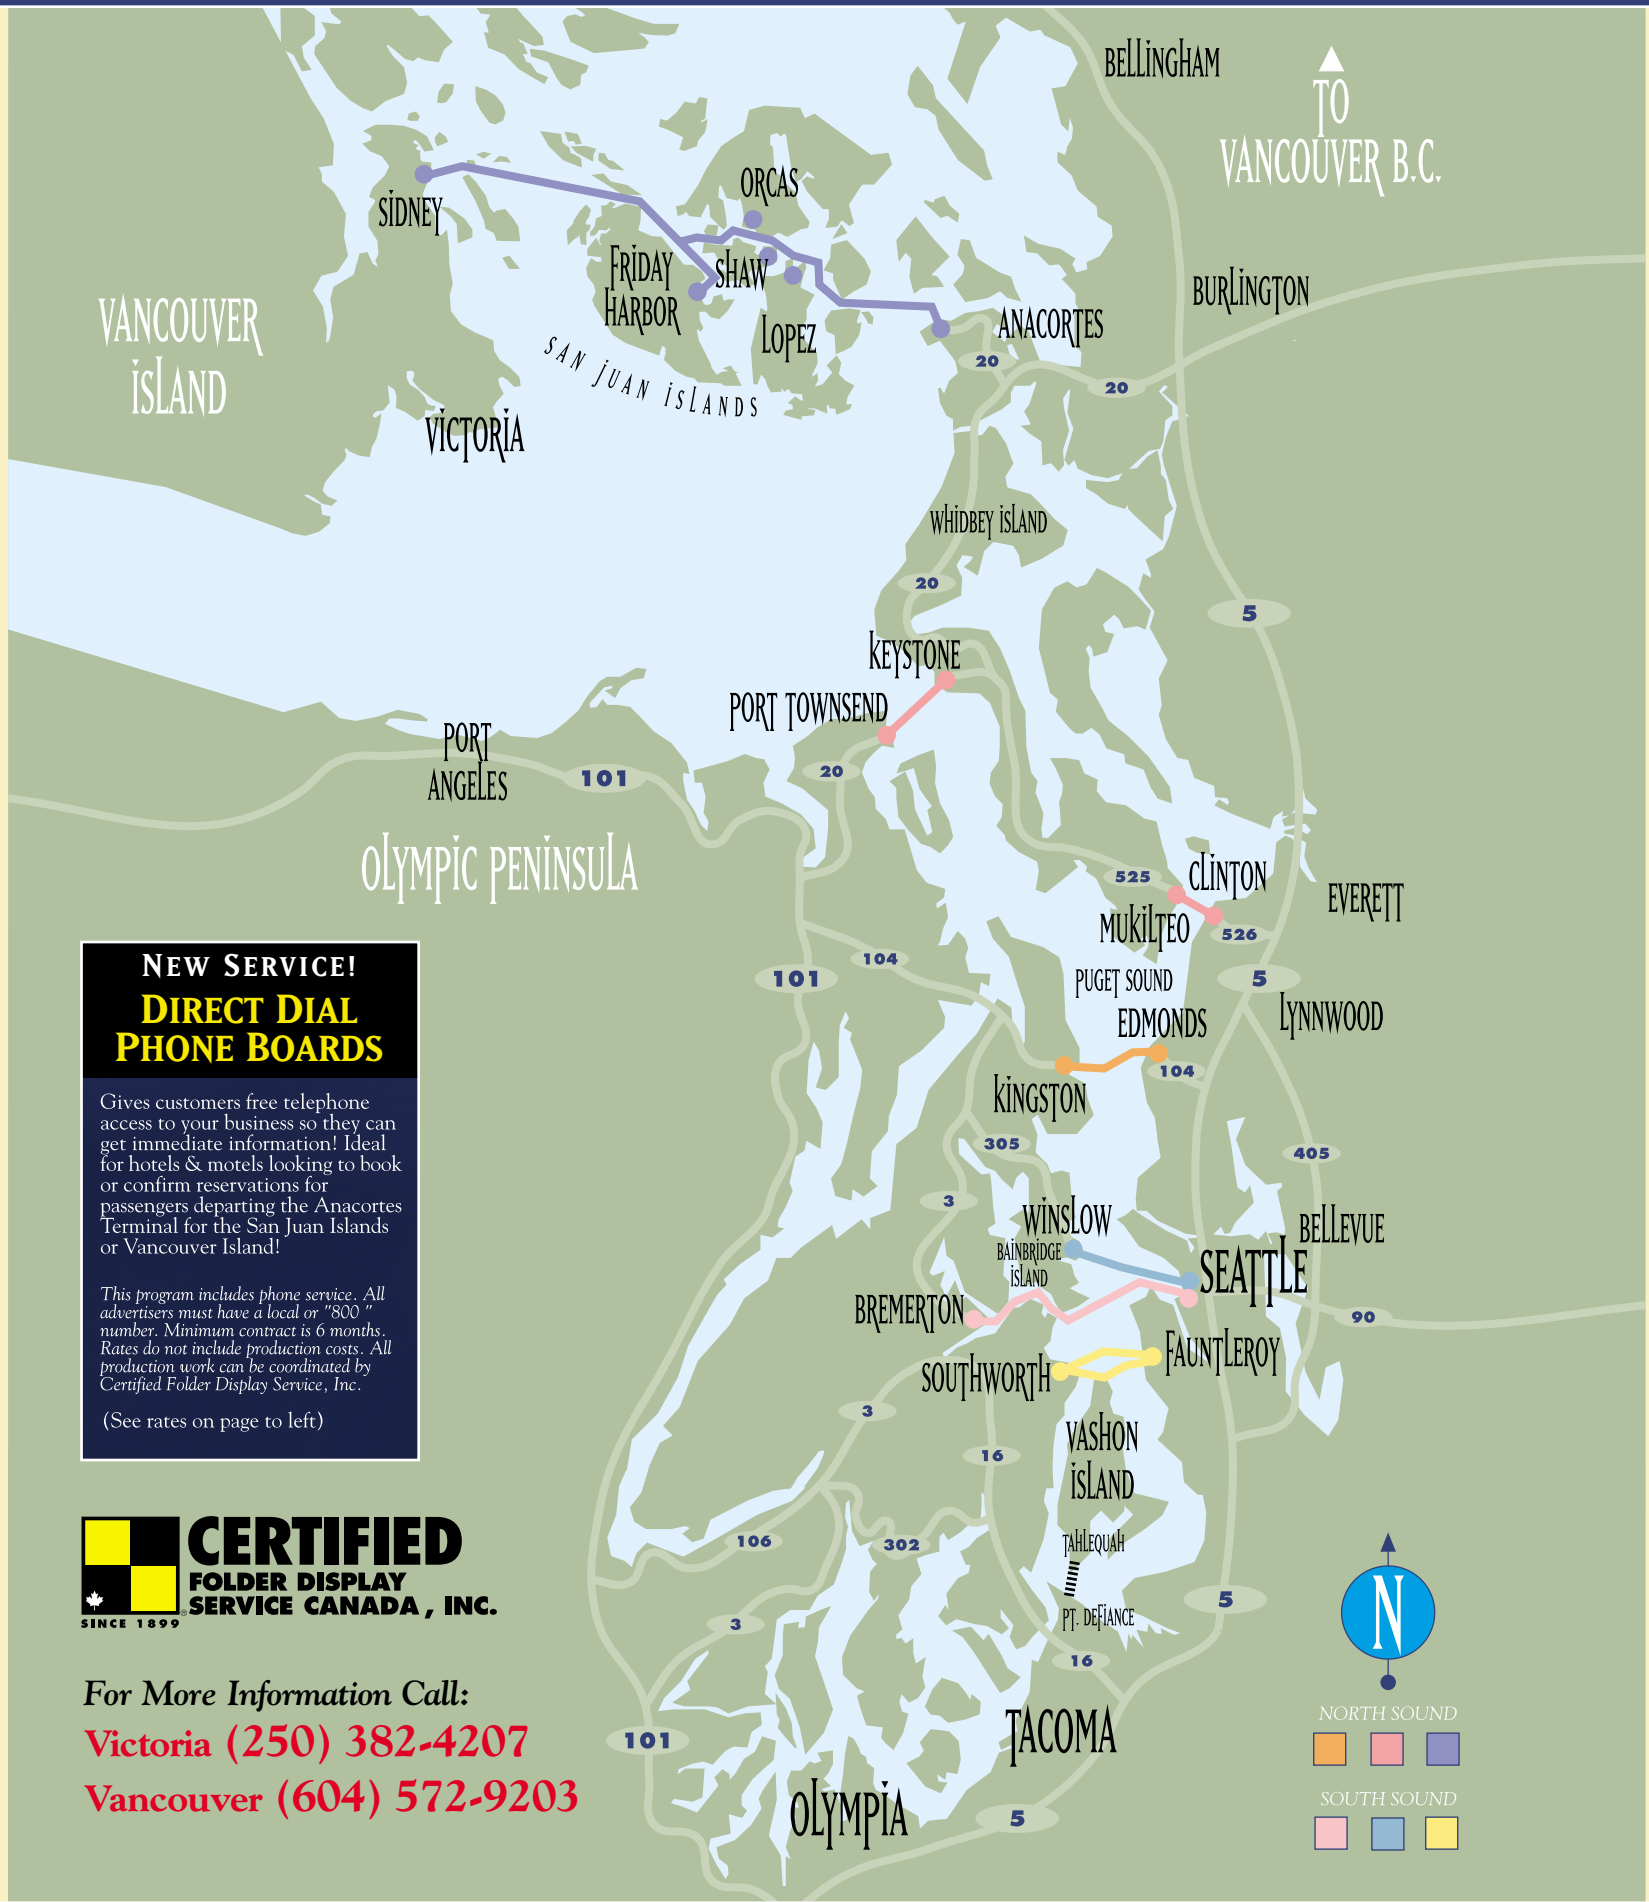 BELLINGHAM
TO
VANCOUVER B.C.
ORCAS
SIDNEY
FRIDAY
HARBOR
SHAW
BURLINGTON
VANCOUVER
ISLAND
LOPEZ
ANACORTES
SAN JUAN ISLANDS
20
20
VICTORIA
WHIDBEY ISLAND
20
5
KEYSTONE
PORT TOWNSEND
PORT
ANGELES
101
20
OLYMPIC PENINSULA
525
CLINTON
EVERETT
MUKILTEO
526
104
101
PUGET SOUND
5
EDMONDS
LYNNWOOD
104
KINGSTON
305
405
3
WINSLOW
BAINBRIDGE
ISLAND
BELLEVUE
SEATTLE
BREMERTON
90
SOUTHWORTH
FAUNTLEROY
3
VASHON
ISLAND
16
106
302
TAHLEQUAH
5
PT. DEFIANCE
3
16
TACOMA
101
OLYMPIA
5
NEW SERVICE!
DIRECT DIAL
PHONE BOARDS
Gives customers free telephone
access to your business so they can
get immediate information! Ideal
for hotels & motels looking to book
or confirm reservations for
passengers departing the Anacortes
Terminal for the San Juan Islands
or Vancouver Island!
This program includes phone service. All
advertisers must have a local or "800 "
number. Minimum contract is 6 months.
Rates do not include production costs. All
production work can be coordinated by
Certified Folder Display Service, Inc.
(See rates on page to left)
CERTIFIED
FOLDER DISPLAY
®SERVICE CANADA, INC.
SINCE 1899
For More Information Call:
Victoria (250) 382-4207
Vancouver (604) 572-9203
N
NORTH SOUND
SOUTH SOUND